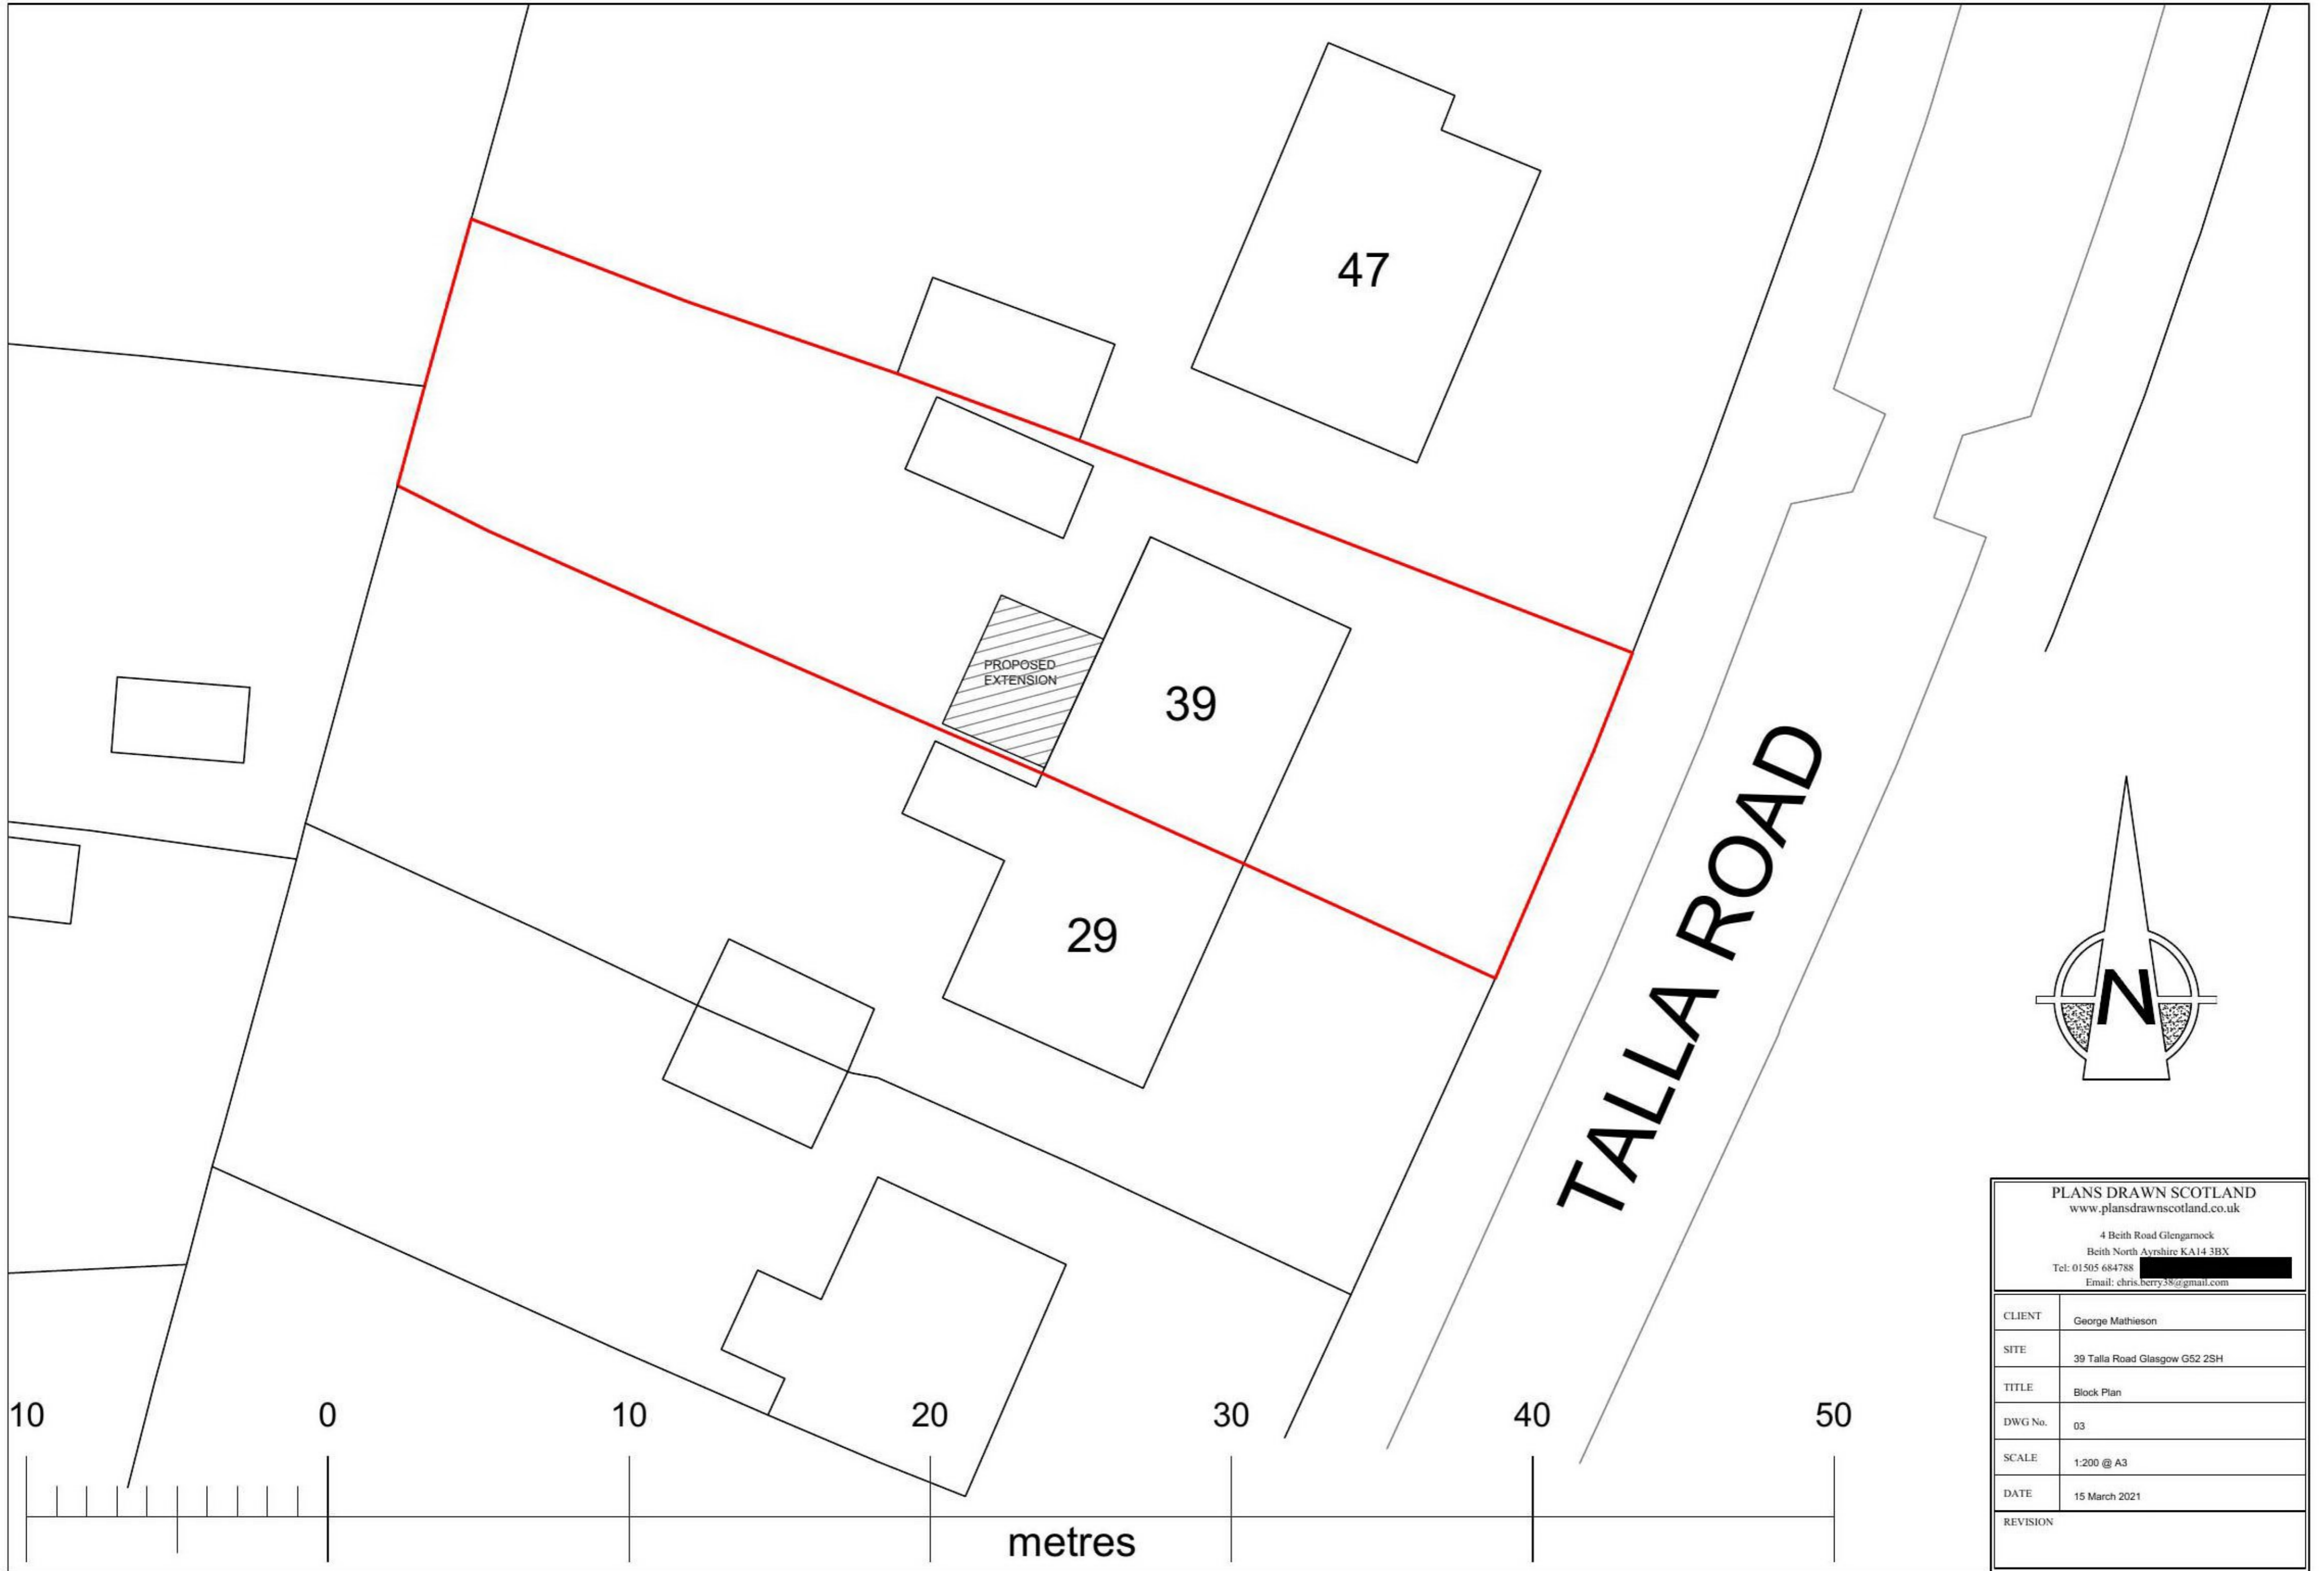 47
PROPOSED
EXTENSION
39
29
TALLA ROAD
N
10 0 10 20 30 40 50
metres
PLANS DRAWN SCOTLAND
www.plansdrawnscotland.co.uk
4 Beith Road Glengarnock
Beith North Ayrshire KA14 3BX
Tel: 01505 684788
Email: chris.berry38@gmail.com
CLIENT George Mathieson
SITE 39 Talla Road Glasgow G52 2SH
TITLE Block Plan
DWG No. 03
SCALE 1:200 @ A3
DATE 15 March 2021
REVISION